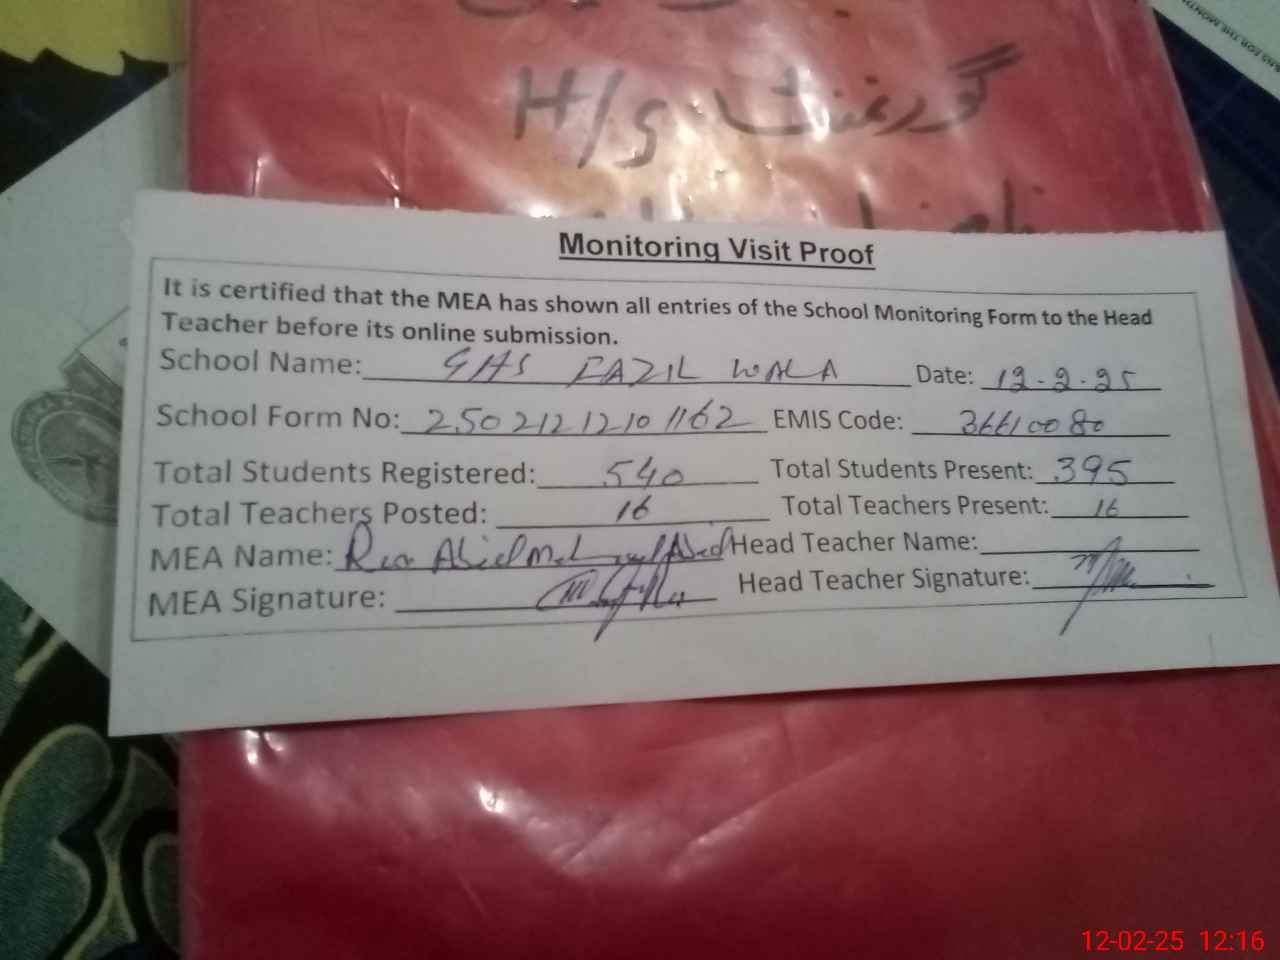 H/S گورنمنٹ
Monitoring Visit Proof
It is certified that the MEA has shown all entries of the School Monitoring Form to the Head
Teacher before its online submission.
School Name: GHS FAZIL WALA Date: 12-2-25
School Form No: 25021212101162 EMIS Code: 36610080
Total Students Registered: 540 Total Students Present: 395
Total Teachers Posted: 16 Total Teachers Present: 16
MEA Name: Head Teacher Name:
MEA Signature: Head Teacher Signature:
12-02-25 12:16